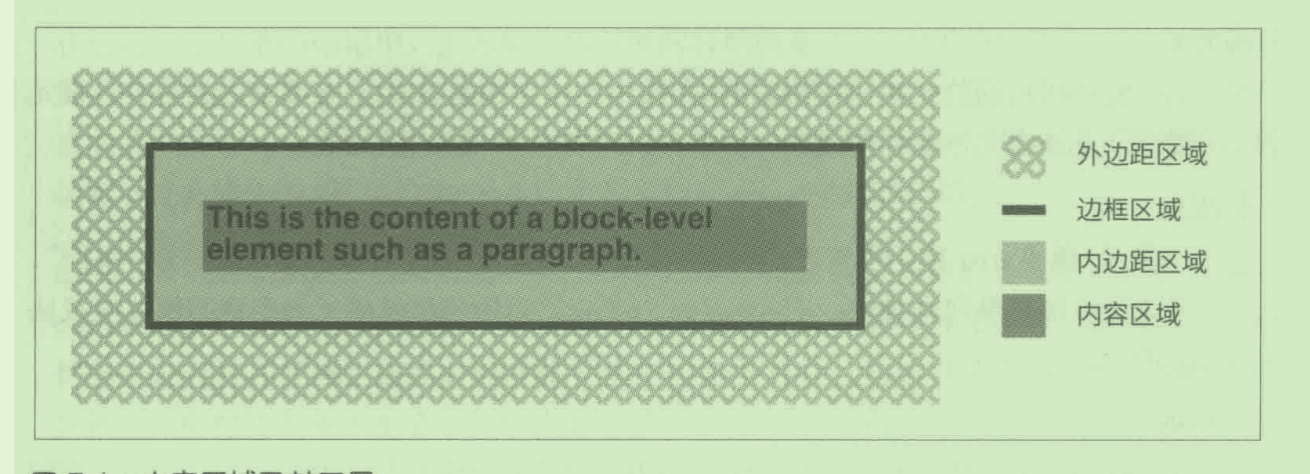 This is the content of a block-level
element such as a paragraph.
外边距区域
边框区域
内边距区域
内容区域